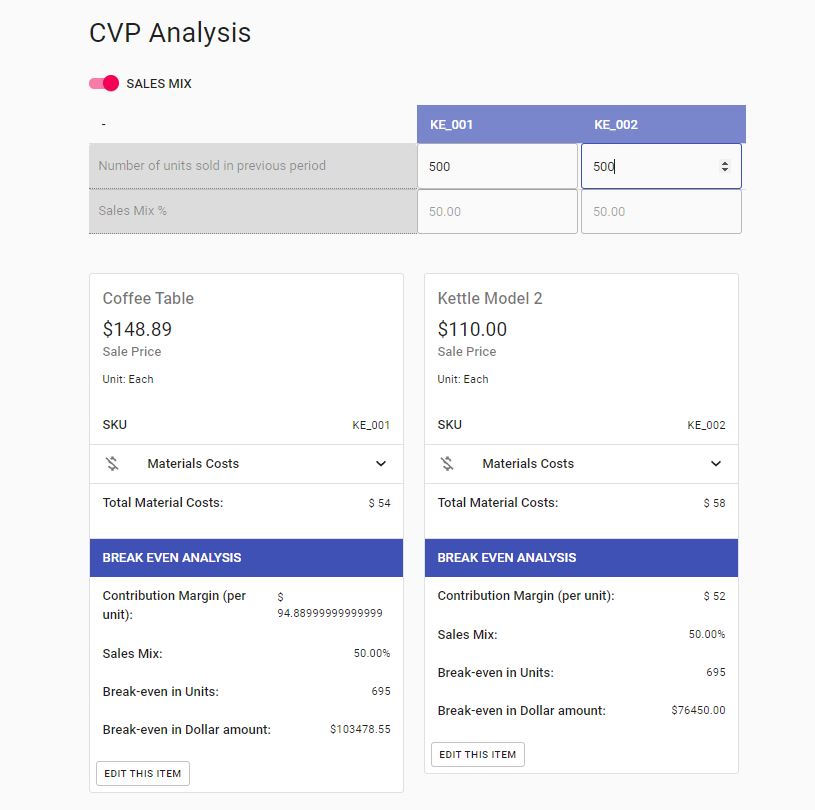 CVP Analysis
SALES MIX
- KE_001 KE_002
Number of units sold in previous period 500 500
Sales Mix % 50.00 50.00
Coffee Table
$148.89
Sale Price
Unit: Each
SKU KE_001
Materials Costs
Total Material Costs: $ 54
BREAK EVEN ANALYSIS
Contribution Margin (per $
unit): 94.88999999999999
Sales Mix: 50.00%
Break-even in Units: 695
Break-even in Dollar amount: $103478.55
EDIT THIS ITEM
Kettle Model 2
$110.00
Sale Price
Unit: Each
SKU KE_002
Materials Costs
Total Material Costs: $ 58
BREAK EVEN ANALYSIS
Contribution Margin (per unit): $ 52
Sales Mix: 50.00%
Break-even in Units: 695
Break-even in Dollar amount: $76450.00
EDIT THIS ITEM